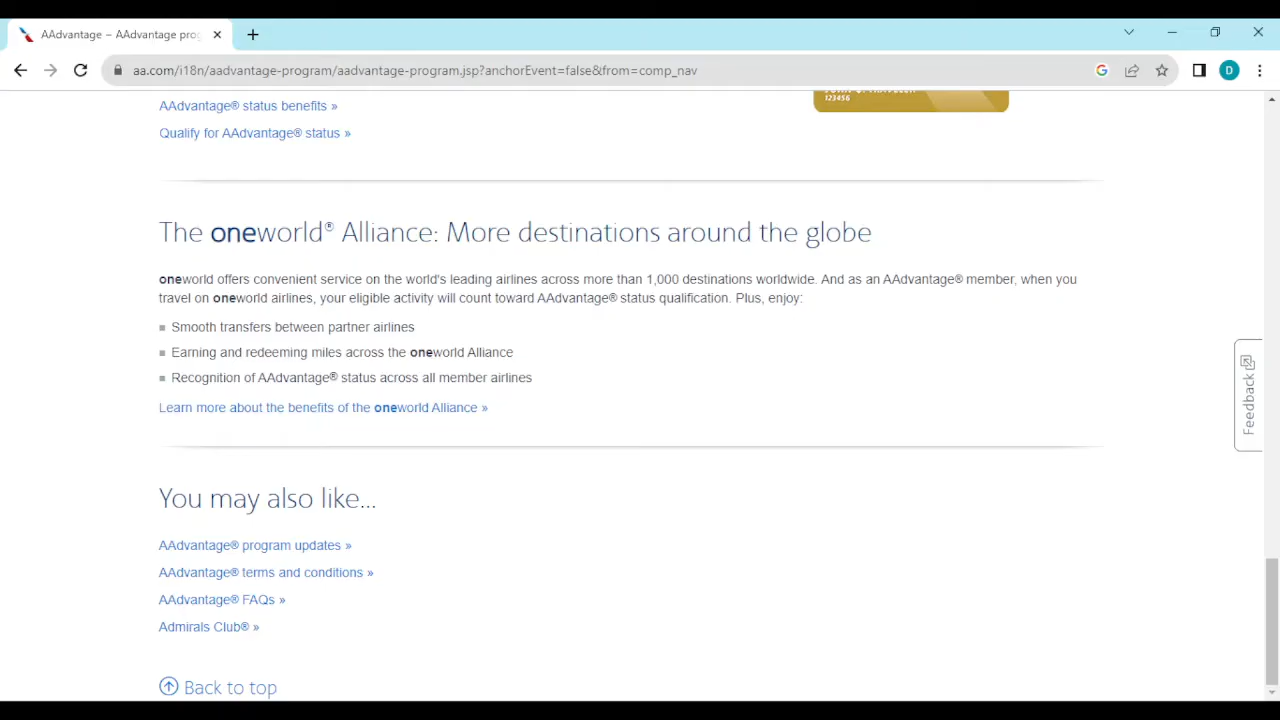 AAdvantage – AAdvantage prog
aa.com/i18n/aadvantage-program/aadvantage-program.jsp?anchorEvent=false&from=comp_nav
D
AAdvantage® status benefits »
123456
Qualify for AAdvantage® status »
The oneworld® Alliance: More destinations around the globe
oneworld offers convenient service on the world's leading airlines across more than 1,000 destinations worldwide. And as an AAdvantage® member, when you
travel on oneworld airlines, your eligible activity will count toward AAdvantage® status qualification. Plus, enjoy:
Smooth transfers between partner airlines
Earning and redeeming miles across the oneworld Alliance
Recognition of AAdvantage® status across all member airlines
Learn more about the benefits of the oneworld Alliance »
Feedback
You may also like...
AAdvantage® program updates »
AAdvantage® terms and conditions »
AAdvantage® FAQs »
Admirals Club® »
Back to top